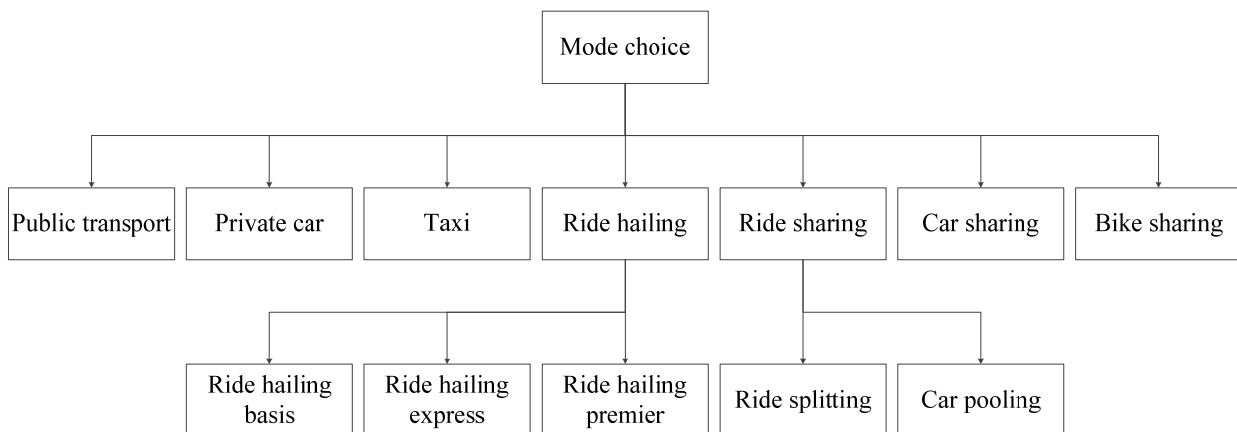 Mode choice
Public transport
Private car
Taxi
Ride hailing
Ride sharing
Car sharing
Bike sharing
Ride hailing
basis
Ride hailing
express
Ride hailing
premier
Ride splitting
Car pooling